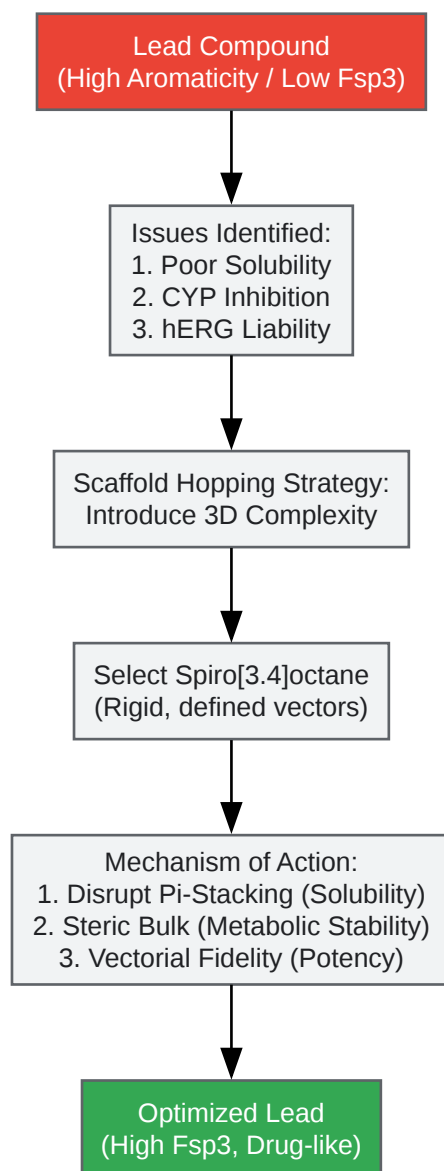 Lead Compound
(High Aromaticity / Low Fsp3)
Issues Identified:
1. Poor Solubility
2. CYP Inhibition
3. hERG Liability
Scaffold Hopping Strategy:
Introduce 3D Complexity
Select Spiro[3.4]octane
(Rigid, defined vectors)
Mechanism of Action:
1. Disrupt Pi-Stacking (Solubility)
2. Steric Bulk (Metabolic Stability)
3. Vectorial Fidelity (Potency)
Optimized Lead
(High Fsp3, Drug-like)